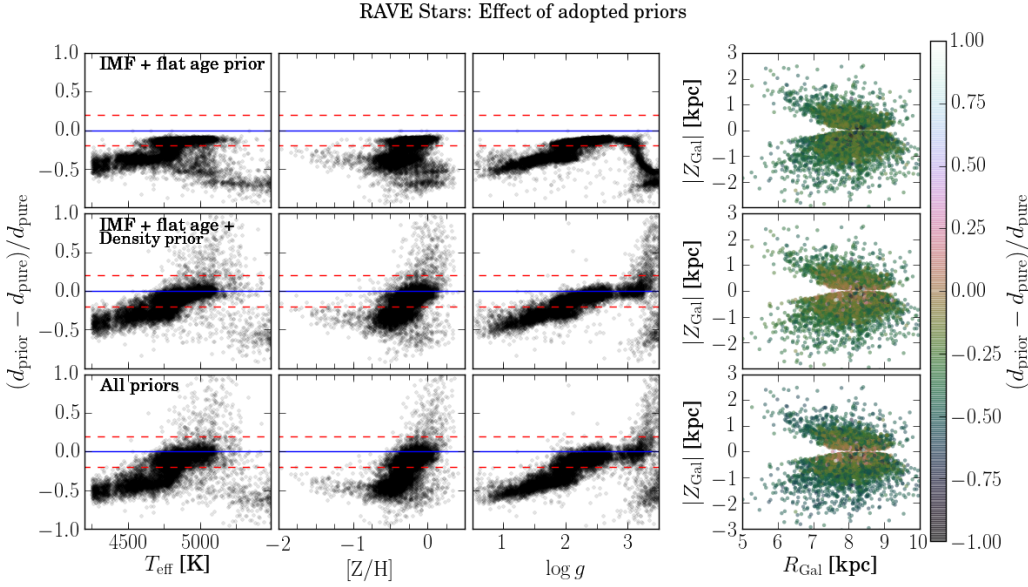 RAVE Stars: Effect of adopted priors
IMF + flat age prior
1.0
0.5
0.0
−0.5
3
2
1
0
−1
−2
|Z_Gal| [kpc]
IMF + flat age +
Density prior
1.0
0.5
0.0
−0.5
3
2
1
0
−1
−2
|Z_Gal| [kpc]
All priors
1.0
0.5
0.0
−0.5
−1.0
3
2
1
0
−1
−2
−3
|Z_Gal| [kpc]
(d_prior − d_pure)/d_pure
4500 5000
T_eff [K]
−2 −1 0
[Z/H]
1 2 3
log g
5 6 7 8 9 10
R_Gal [kpc]
1.00
0.75
0.50
0.25
0.00
−0.25
−0.50
−0.75
−1.00
(d_prior − d_pure)/d_pure